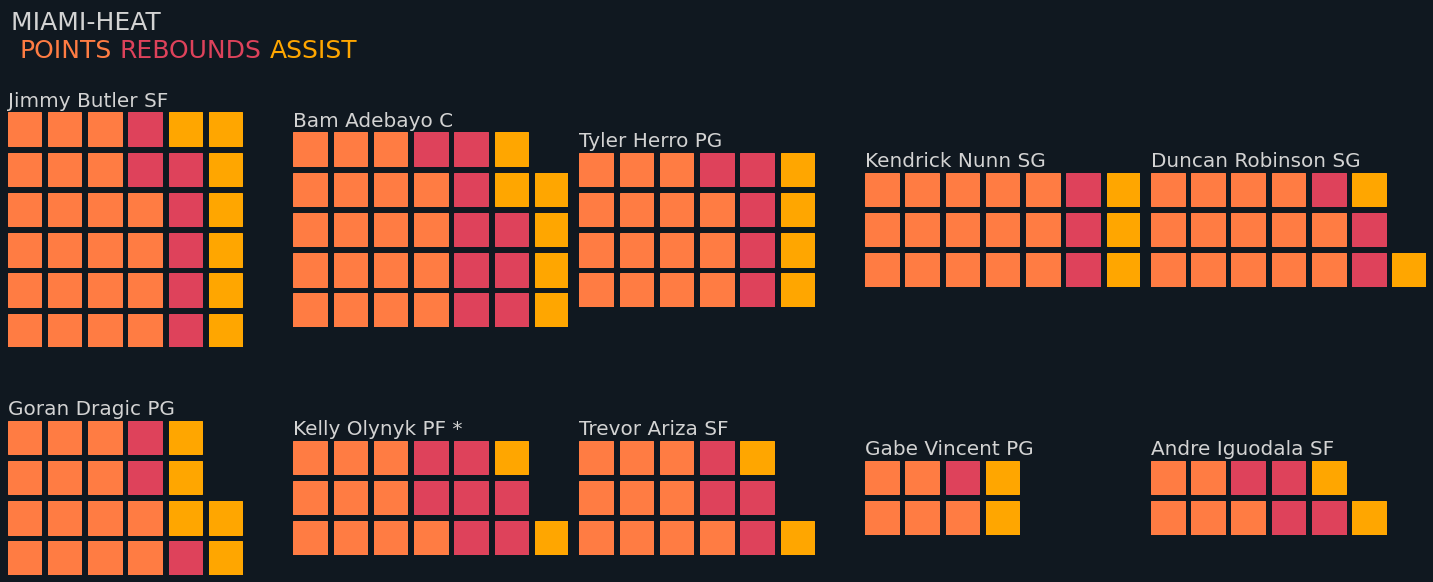 MIAMI-HEAT
POINTS REBOUNDS ASSIST
Jimmy Butler SF
Bam Adebayo C
Tyler Herro PG
Kendrick Nunn SG
Duncan Robinson SG
Goran Dragic PG
Kelly Olynyk PF *
Trevor Ariza SF
Gabe Vincent PG
Andre Iguodala SF